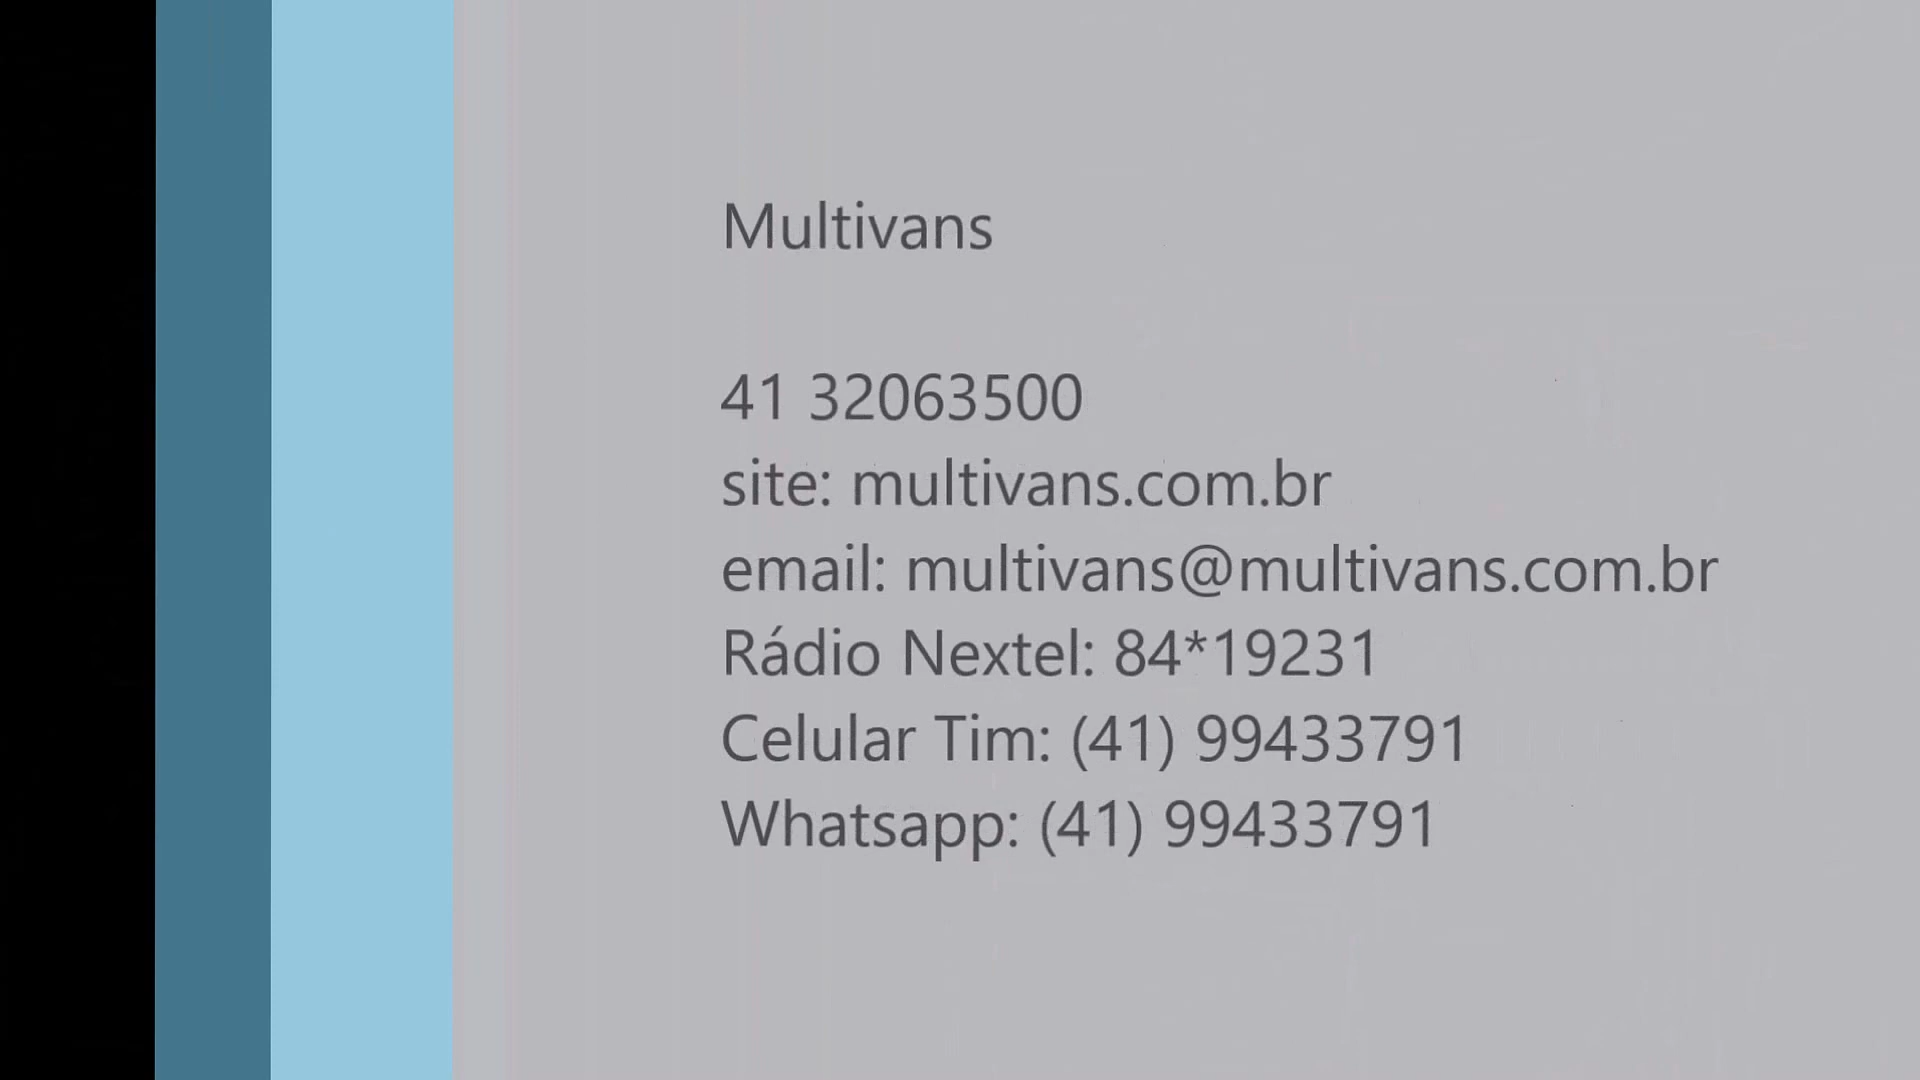 Multivans
41 32063500
site: multivans.com.br
email: multivans@multivans.com.br
Rádio Nextel: 84*19231
Celular Tim: (41) 99433791
Whatsapp: (41) 99433791